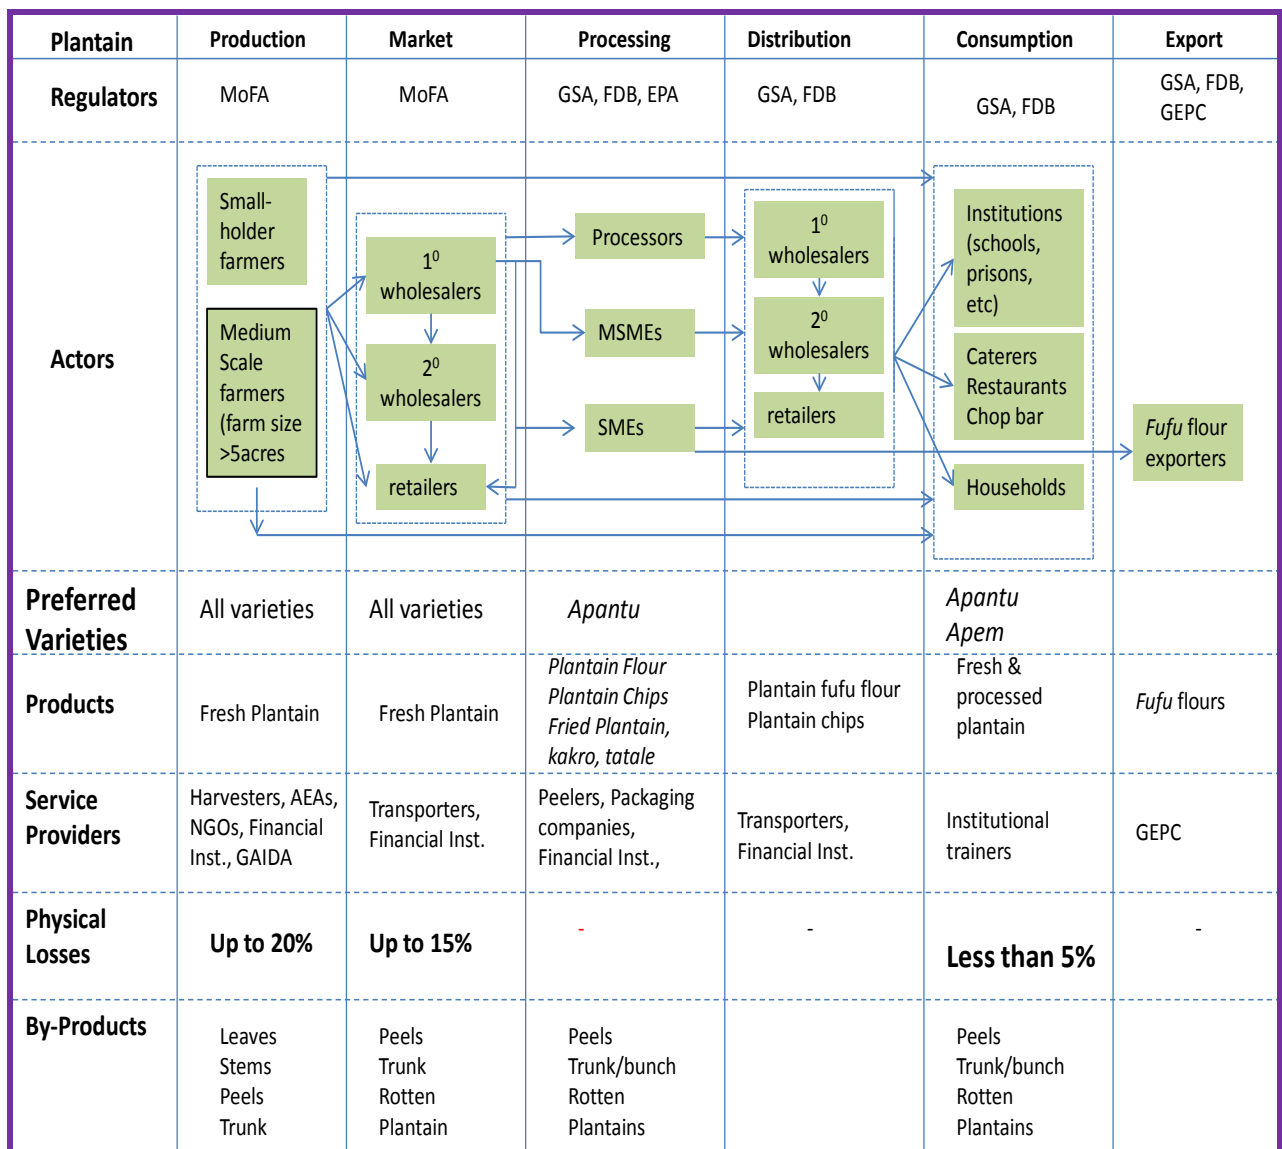 Plantain
Production
Market
Processing
Distribution
Consumption
Export
Regulators
MoFA
MoFA
GSA, FDB, EPA
GSA, FDB
GSA, FDB
GSA, FDB,
GEPC
Actors
Small-
holder
farmers
Medium
Scale
farmers
(farm size
>5acres
1⁰
wholesalers
2⁰
wholesalers
retailers
Processors
MSMEs
SMEs
1⁰
wholesalers
2⁰
wholesalers
retailers
Institutions
(schools,
prisons,
etc)
Caterers
Restaurants
Chop bar
Households
Fufu flour
exporters
Preferred
Varieties
All varieties
All varieties
Apantu
Apantu
Apem
Products
Fresh Plantain
Fresh Plantain
Plantain Flour
Plantain Chips
Fried Plantain,
kakro, tatale
Plantain fufu flour
Plantain chips
Fresh &
processed
plantain
Fufu flours
Service
Providers
Harvesters, AEAs,
NGOs, Financial
Inst., GAIDA
Transporters,
Financial Inst.
Peelers, Packaging
companies,
Financial Inst.,
Transporters,
Financial Inst.
Institutional
trainers
GEPC
Physical
Losses
Up to 20%
Up to 15%
-
-
Less than 5%
-
By-Products
Leaves
Stems
Peels
Trunk
Peels
Trunk
Rotten
Plantain
Peels
Trunk/bunch
Rotten
Plantains
Peels
Trunk/bunch
Rotten
Plantains